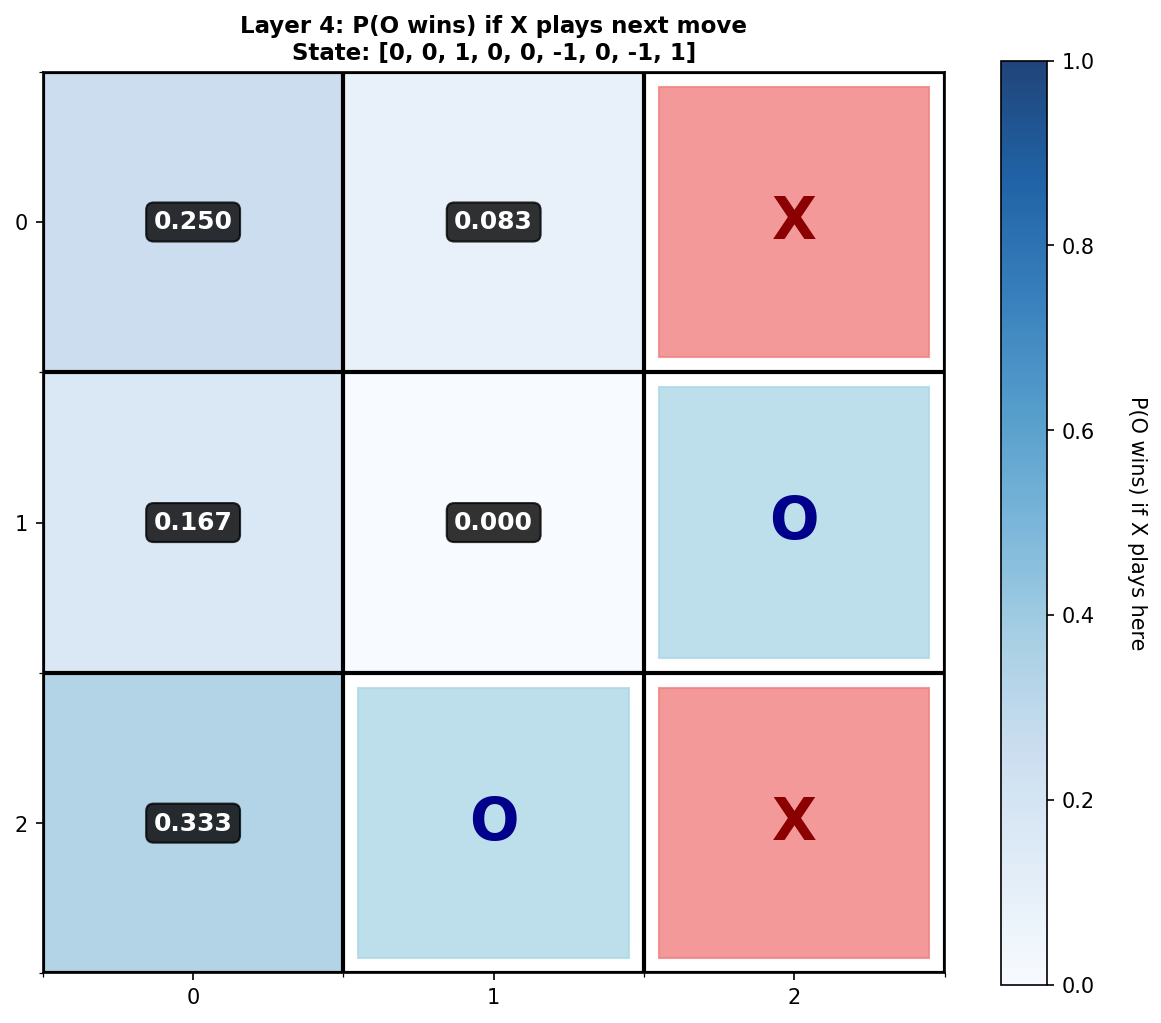 Layer 4: P(O wins) if X plays next move
State: [0, 0, 1, 0, 0, -1, 0, -1, 1]
0.250
0.083
X
0.167
0.000
O
0.333
O
X
0
1
2
0
1
2
1.0
0.8
0.6
0.4
0.2
0.0
P(O wins) if X plays here